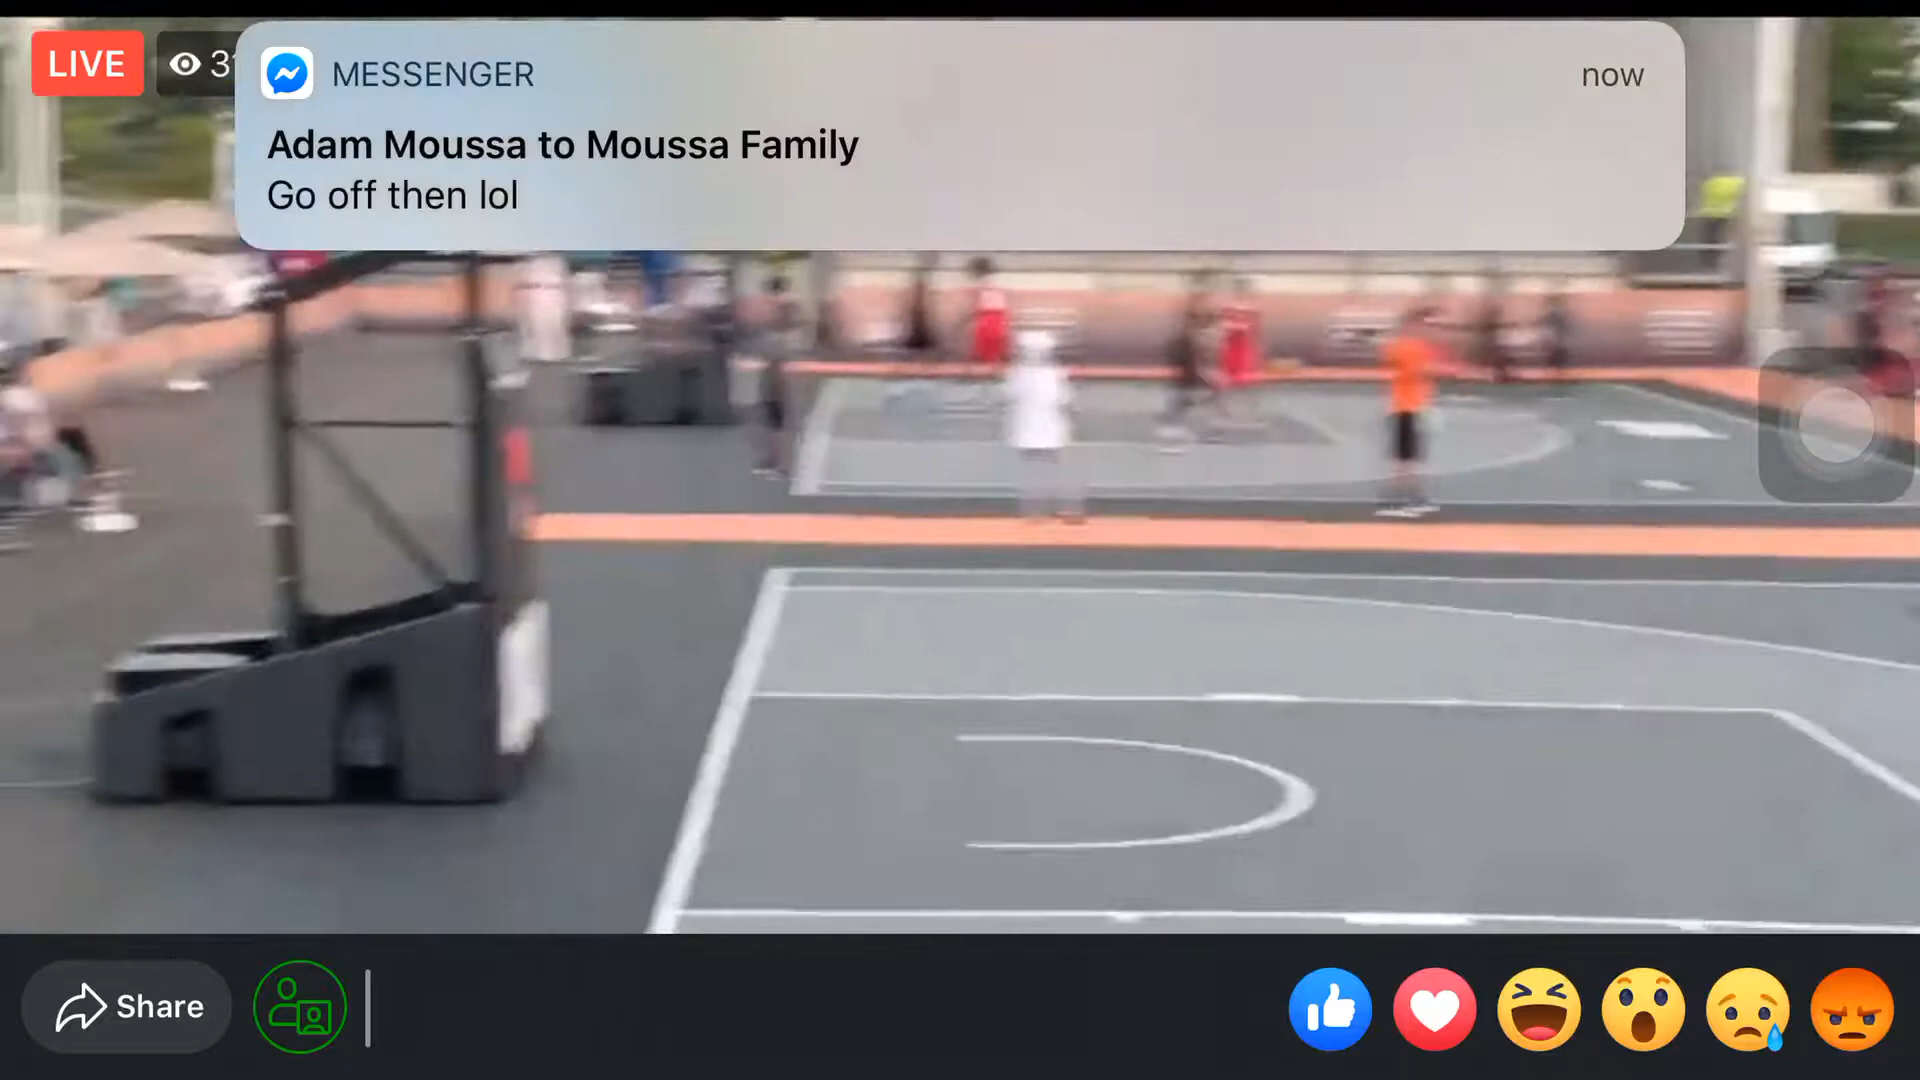 LIVE
MESSENGER
now
Adam Moussa to Moussa Family
Go off then lol
Share